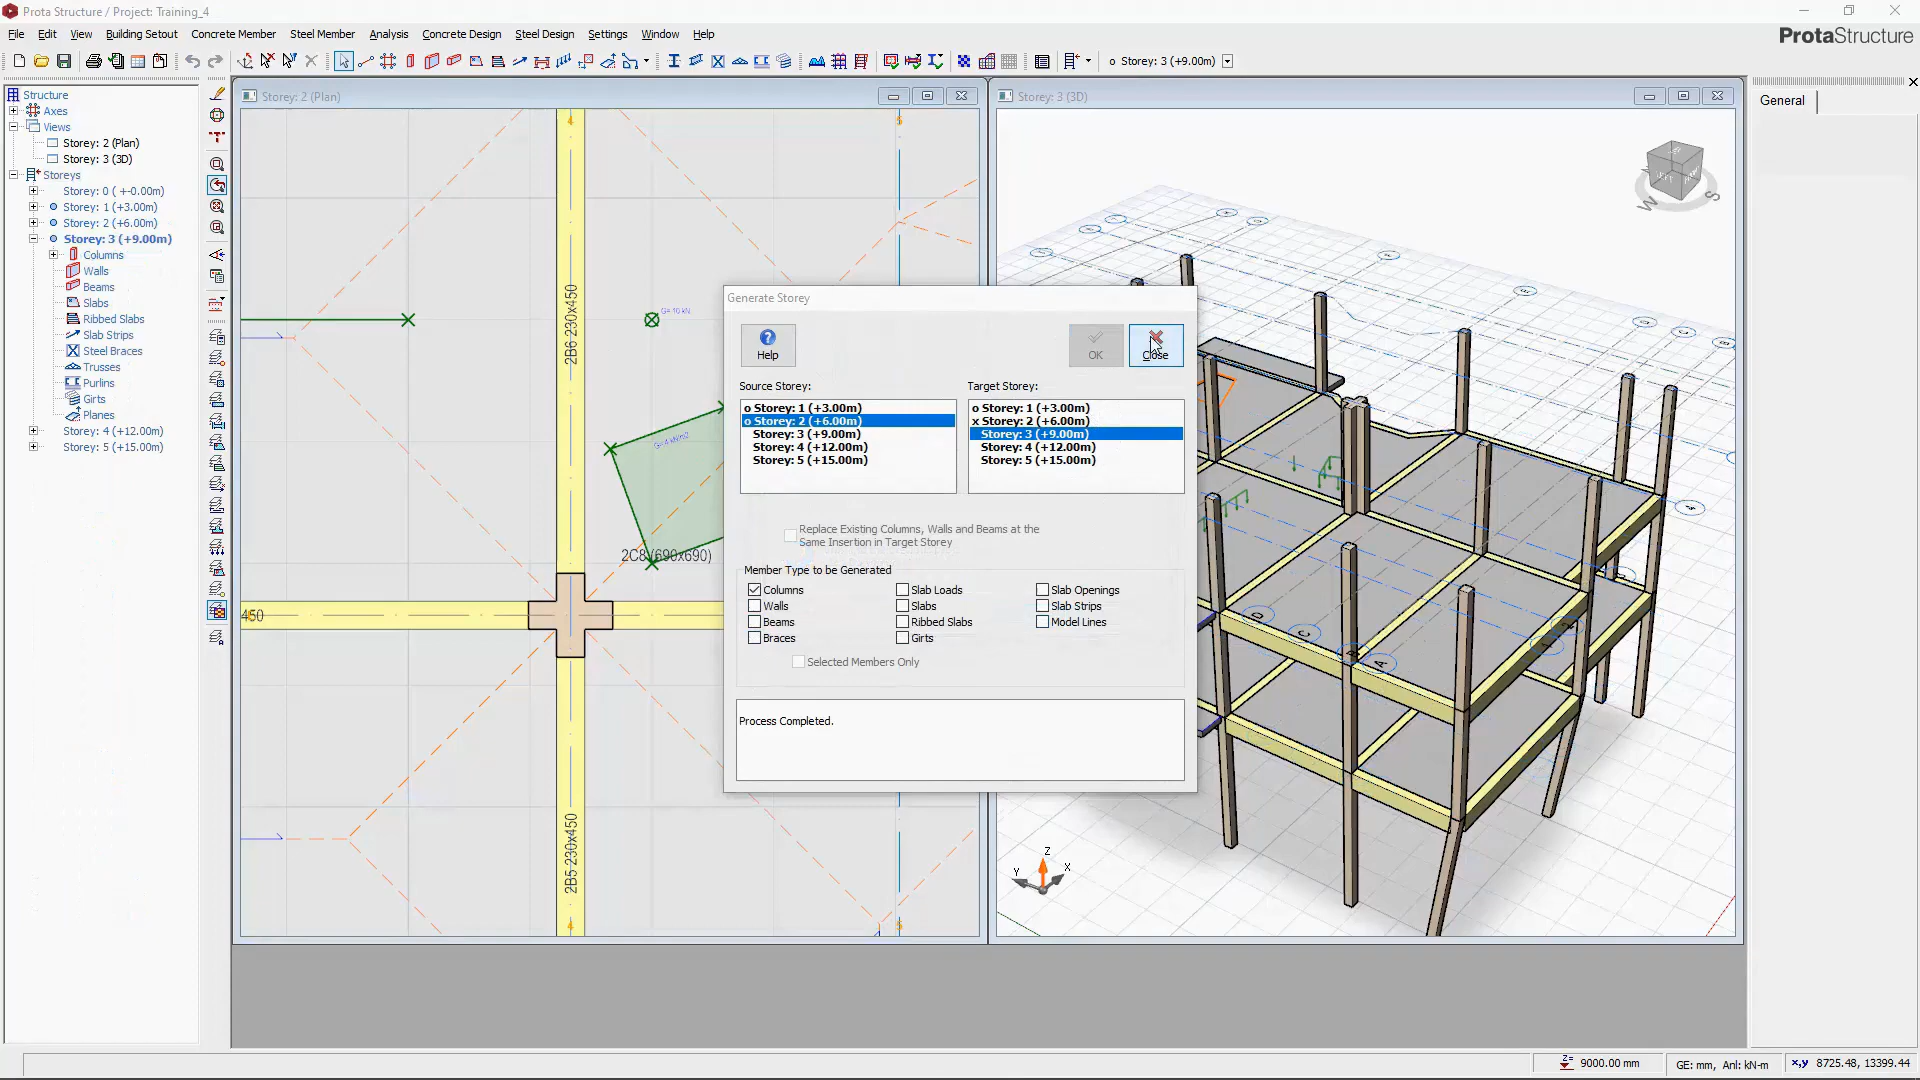 Prota Structure / Project: Training_4
File Edit View Building Setout Concrete Member Steel Member Analysis Concrete Design Steel Design Settings Window Help
ProtaStructure
o Storey: 3 (+9.00m)
Structure
Axes
Views
Storey: 2 (Plan)
Storey: 3 (3D)
Storeys
Storey: 0 ( +-0.00m)
Storey: 1 (+3.00m)
Storey: 2 (+6.00m)
Storey: 3 (+9.00m)
Columns
Walls
Beams
Slabs
Ribbed Slabs
Slab Strips
Steel Braces
Trusses
Purlins
Girts
Planes
Storey: 4 (+12.00m)
Storey: 5 (+15.00m)
Storey: 2 (Plan)
4
5
2B6 230x450
G= 10 kN
G=4 kN/m2
2C8 (690x690)
450
2B5 230x450
4
5
Generate Storey
Help
OK
Close
Source Storey:
o Storey: 1 (+3.00m)
o Storey: 2 (+6.00m)
Storey: 3 (+9.00m)
Storey: 4 (+12.00m)
Storey: 5 (+15.00m)
Target Storey:
o Storey: 1 (+3.00m)
x Storey: 2 (+6.00m)
Storey: 3 (+9.00m)
Storey: 4 (+12.00m)
Storey: 5 (+15.00m)
Replace Existing Columns, Walls and Beams at the
Same Insertion in Target Storey
Member Type to be Generated
Columns
Walls
Beams
Braces
Slab Loads
Slabs
Ribbed Slabs
Girts
Slab Openings
Slab Strips
Model Lines
Selected Members Only
Process Completed.
Storey: 3 (3D)
W
S
D
C
B
A
Z
Y
X
General
Z=
9000.00 mm
GE: mm, Anl: kN-m
x,y 8725.48, 13399.44